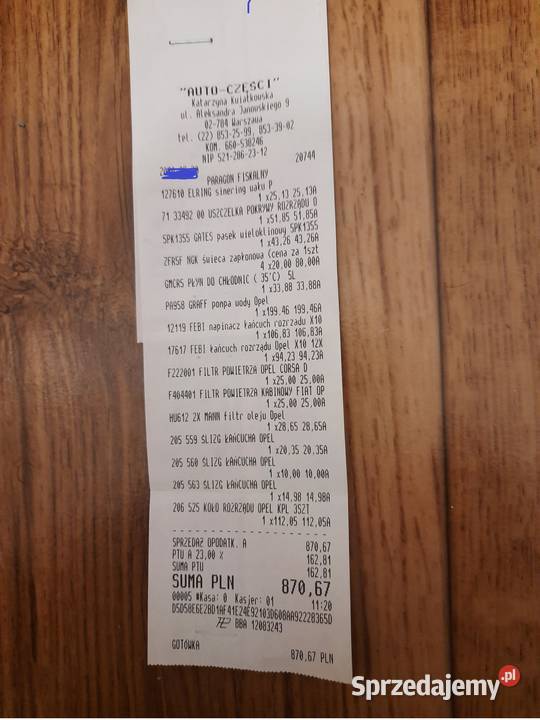 "AUTO-CZĘŚCI"
Katarzyna Kwiatkowska
ul. Aleksandra Janowskiego 9
02-784 Warszawa
tel. (22) 853-25-99, 853-39-02
KOM. 660-538246
NIP 521-206-23-12
20744
PARAGON FISKALNY
127610 ELRING simering wału P
1 x25,13 25,13A
71 33492 00 USZCZELKA POKRYWY ROZRZĄDU O
1 x51,85 51,85A
5PK1355 GATES pasek wieloklinowy 5PK1355
1 x43,26 43,26A
ZFR5F NGK świeca zapłonowa (cena za 1szt
4 x20,00 80,00A
GMCR5 PŁYN DO CHŁODNIC (35'C) 5L
1 x33,88 33,88A
PA958 GRAFF pompa wody Opel
1 x199,46 199,46A
12119 FEBI napinacz łańcuch rozrządu X10
1 x106,83 106,83A
17617 FEBI łańcuch rozrządu Opel X10 12X
1 x94,23 94,23A
F222001 FILTR POWIETRZA OPEL CORSA D
1 x25,00 25,00A
F404401 FILTR POWIETRZA KABINOWY FIAT OP
1 x25,00 25,00A
HU612 2X MANN filtr oleju Opel
1 x28,65 28,65A
205 559 ŚLIZG ŁAŃCUCHA OPEL
1 x20,35 20,35A
205 560 ŚLIZG ŁAŃCUCHA OPEL
1 x10,00 10,00A
205 563 ŚLIZG ŁAŃCUCHA OPEL
1 x14,98 14,98A
206 525 KOŁO ROZRZĄDU OPEL KPL 3SZT
1 x112,05 112,05A
SPRZEDAŻ OPODATK. A 870,67
PTU A 23,00 % 162,81
SUMA PTU 162,81
SUMA PLN 870,67
00005 #Kasa: 0 Kasjer: 01 11:20
BBA 12083243
GOTÓWKA 870,67 PLN
Sprzedajemy.pl